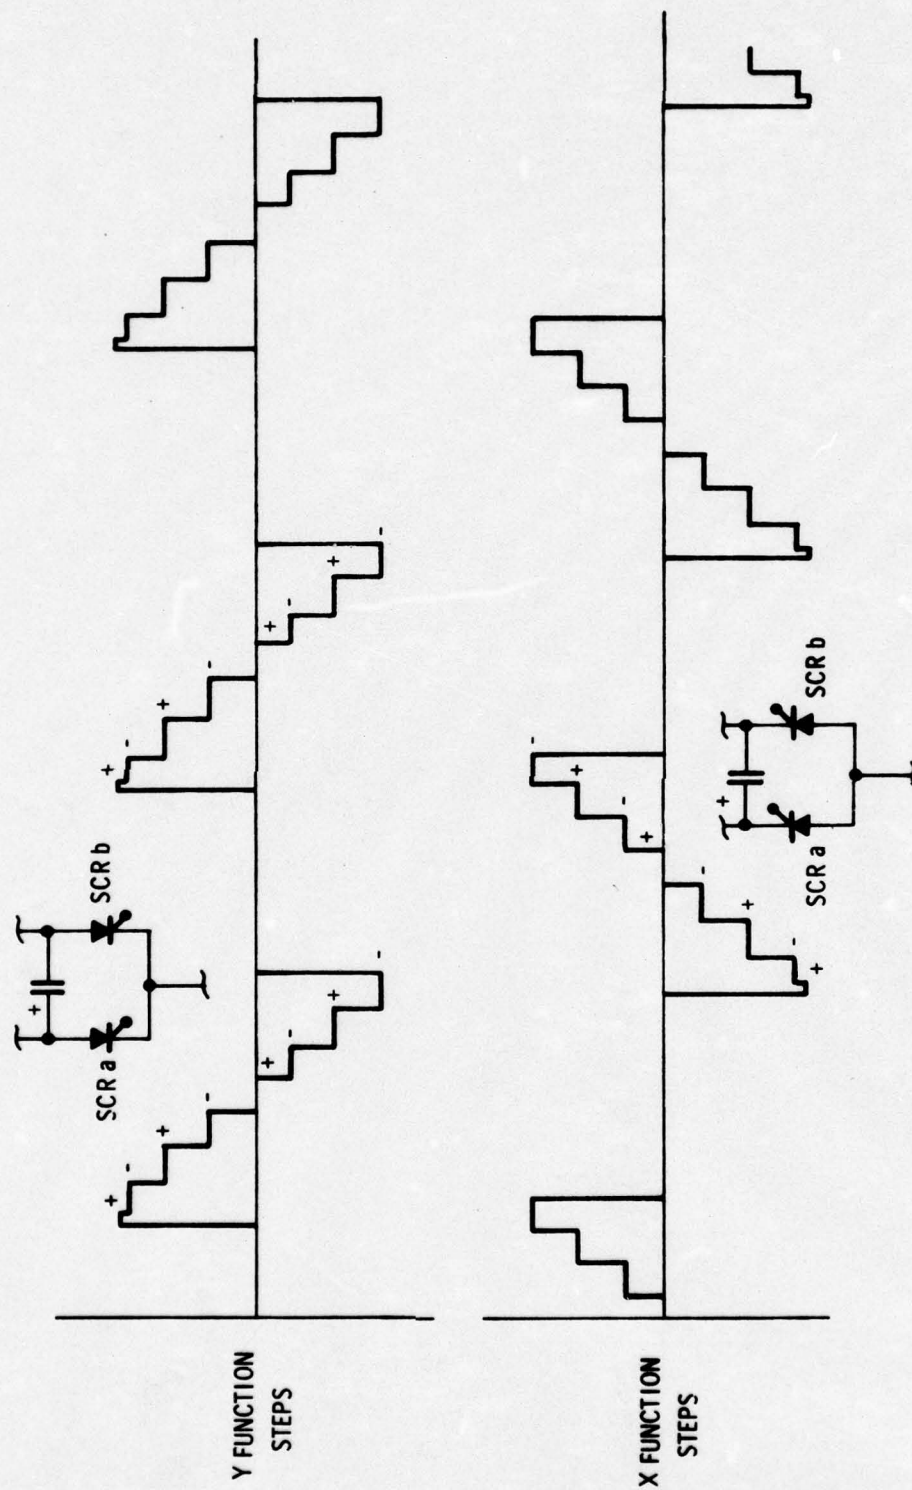 +
SCR a SCR b
+ - + - + - + - + - + - + - + -
Y FUNCTION
STEPS
+ - + - + - + -
X FUNCTION
STEPS
+
SCR a SCR b